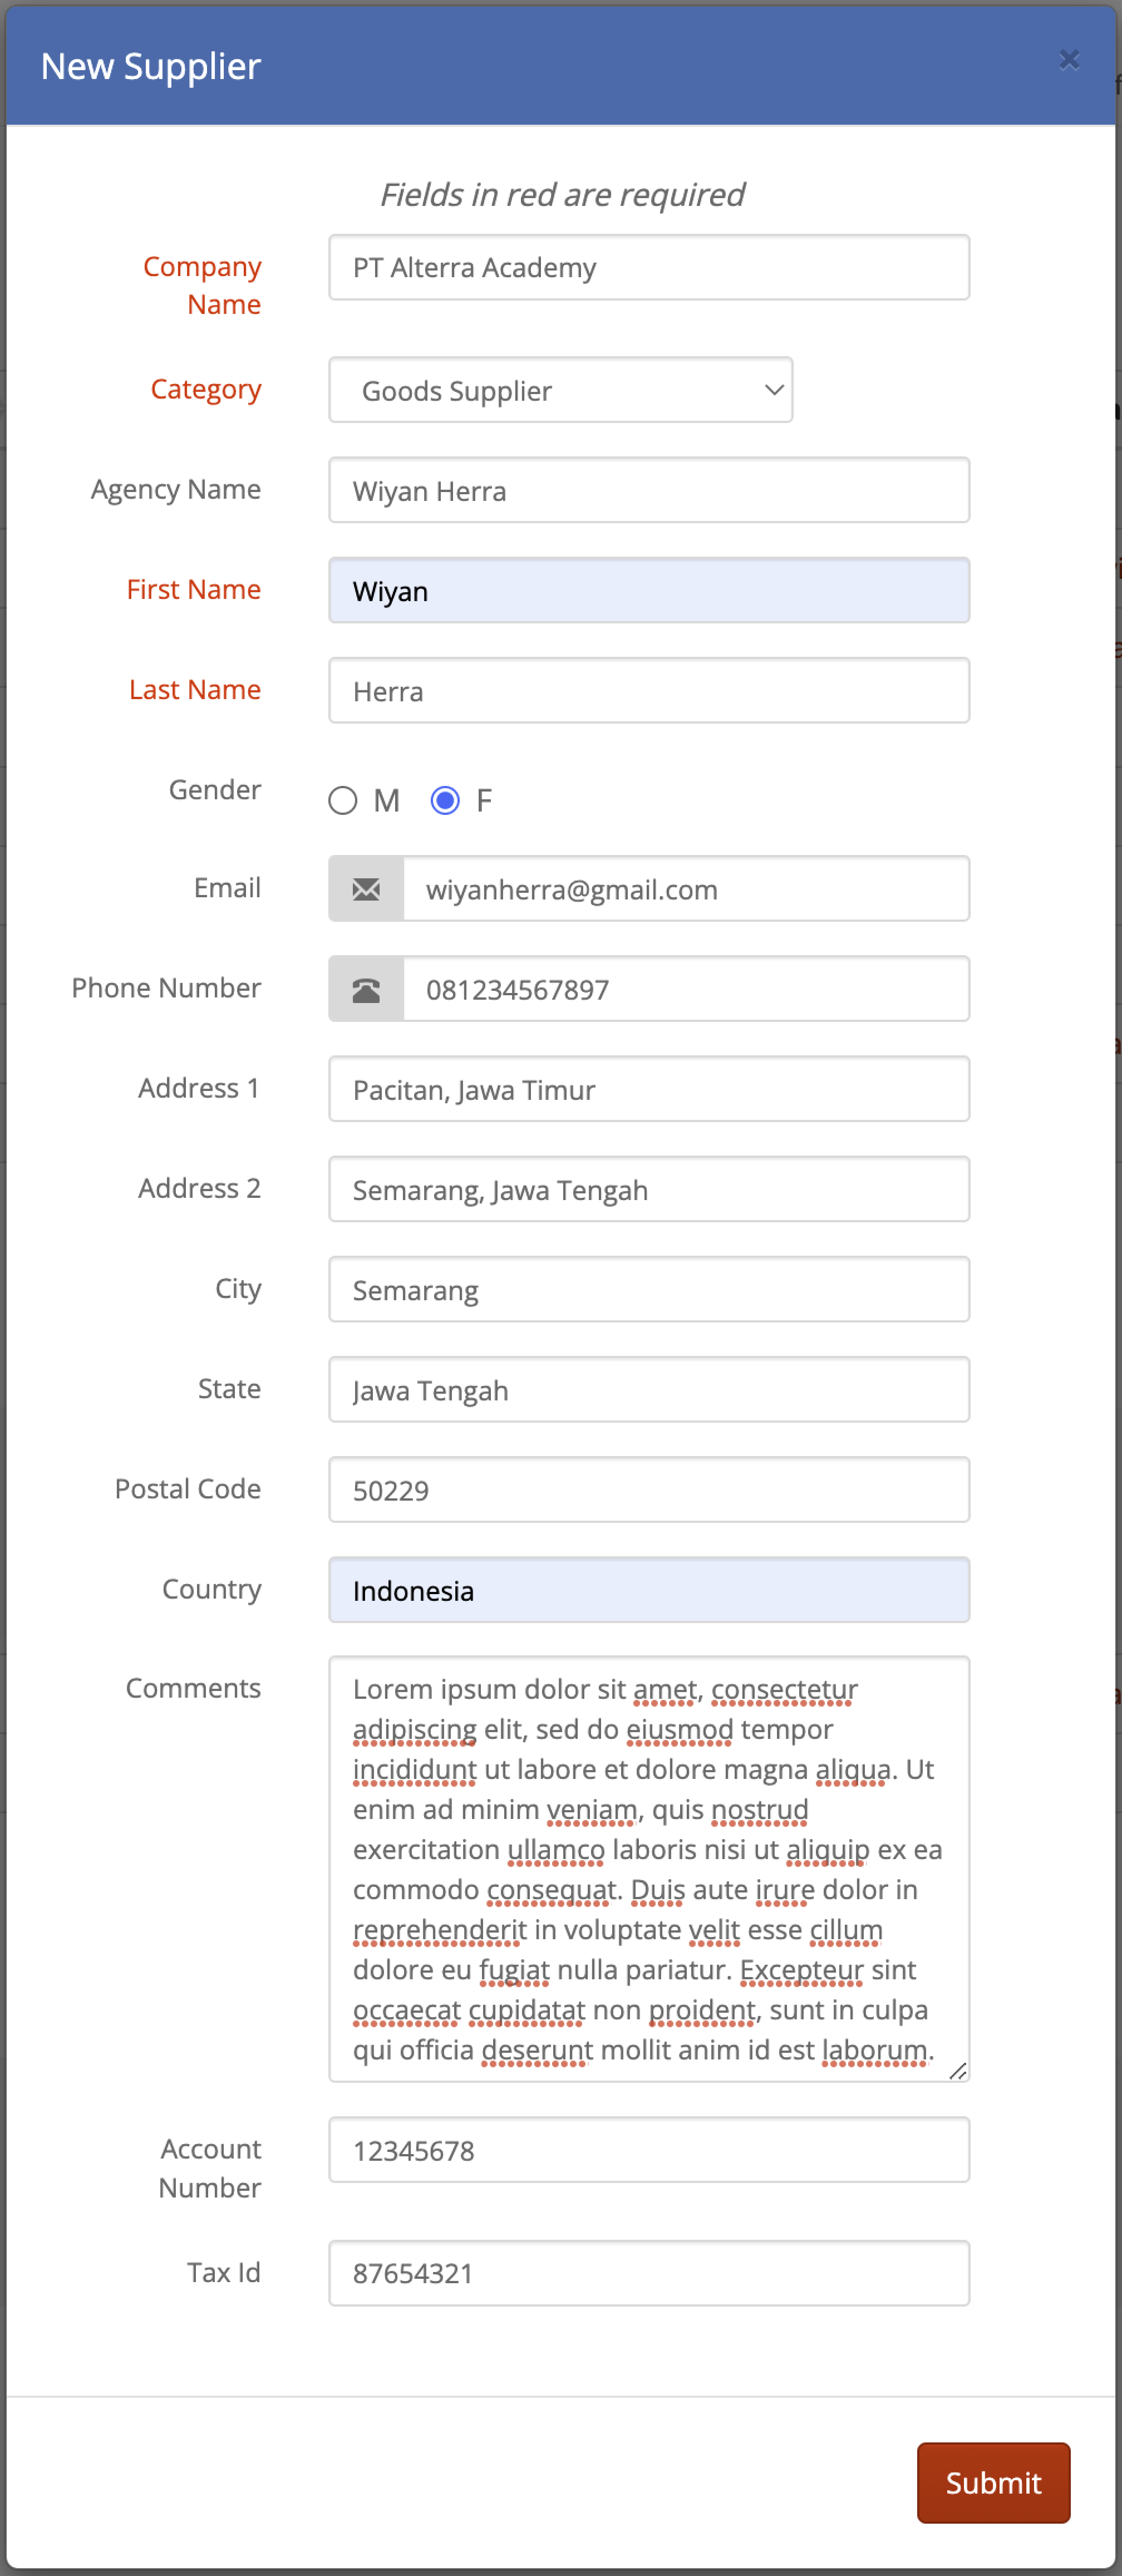 New Supplier
×
Fields in red are required
Company
Name
PT Alterra Academy
Category
Goods Supplier
Agency Name
Wiyan Herra
First Name
Wiyan
Last Name
Herra
Gender
M F
Email
wiyanherra@gmail.com
Phone Number
081234567897
Address 1
Pacitan, Jawa Timur
Address 2
Semarang, Jawa Tengah
City
Semarang
State
Jawa Tengah
Postal Code
50229
Country
Indonesia
Comments
Lorem ipsum dolor sit amet, consectetur
adipiscing elit, sed do eiusmod tempor
incididunt ut labore et dolore magna aliqua. Ut
enim ad minim veniam, quis nostrud
exercitation ullamco laboris nisi ut aliquip ex ea
commodo consequat. Duis aute irure dolor in
reprehenderit in voluptate velit esse cillum
dolore eu fugiat nulla pariatur. Excepteur sint
occaecat cupidatat non proident, sunt in culpa
qui officia deserunt mollit anim id est laborum.
Account
Number
12345678
Tax Id
87654321
Submit